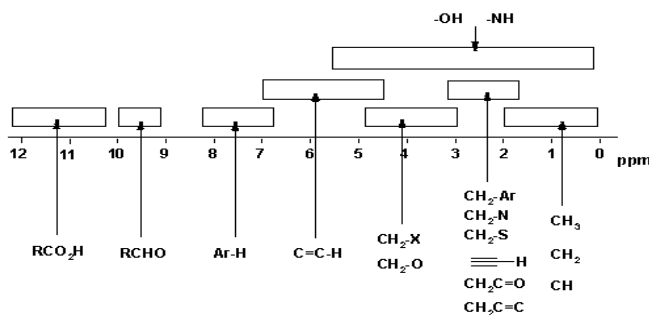 -OH -NH
12 11 10 9 8 7 6 5 4 3 2 1 0 ppm
RCO₂H RCHO Ar-H C=C-H
CH₂-X
CH₂-O
CH₂-Ar
CH₂-N
CH₂-S
H
CH₂C=O
CH₂C=C
CH₃
CH₂
CH